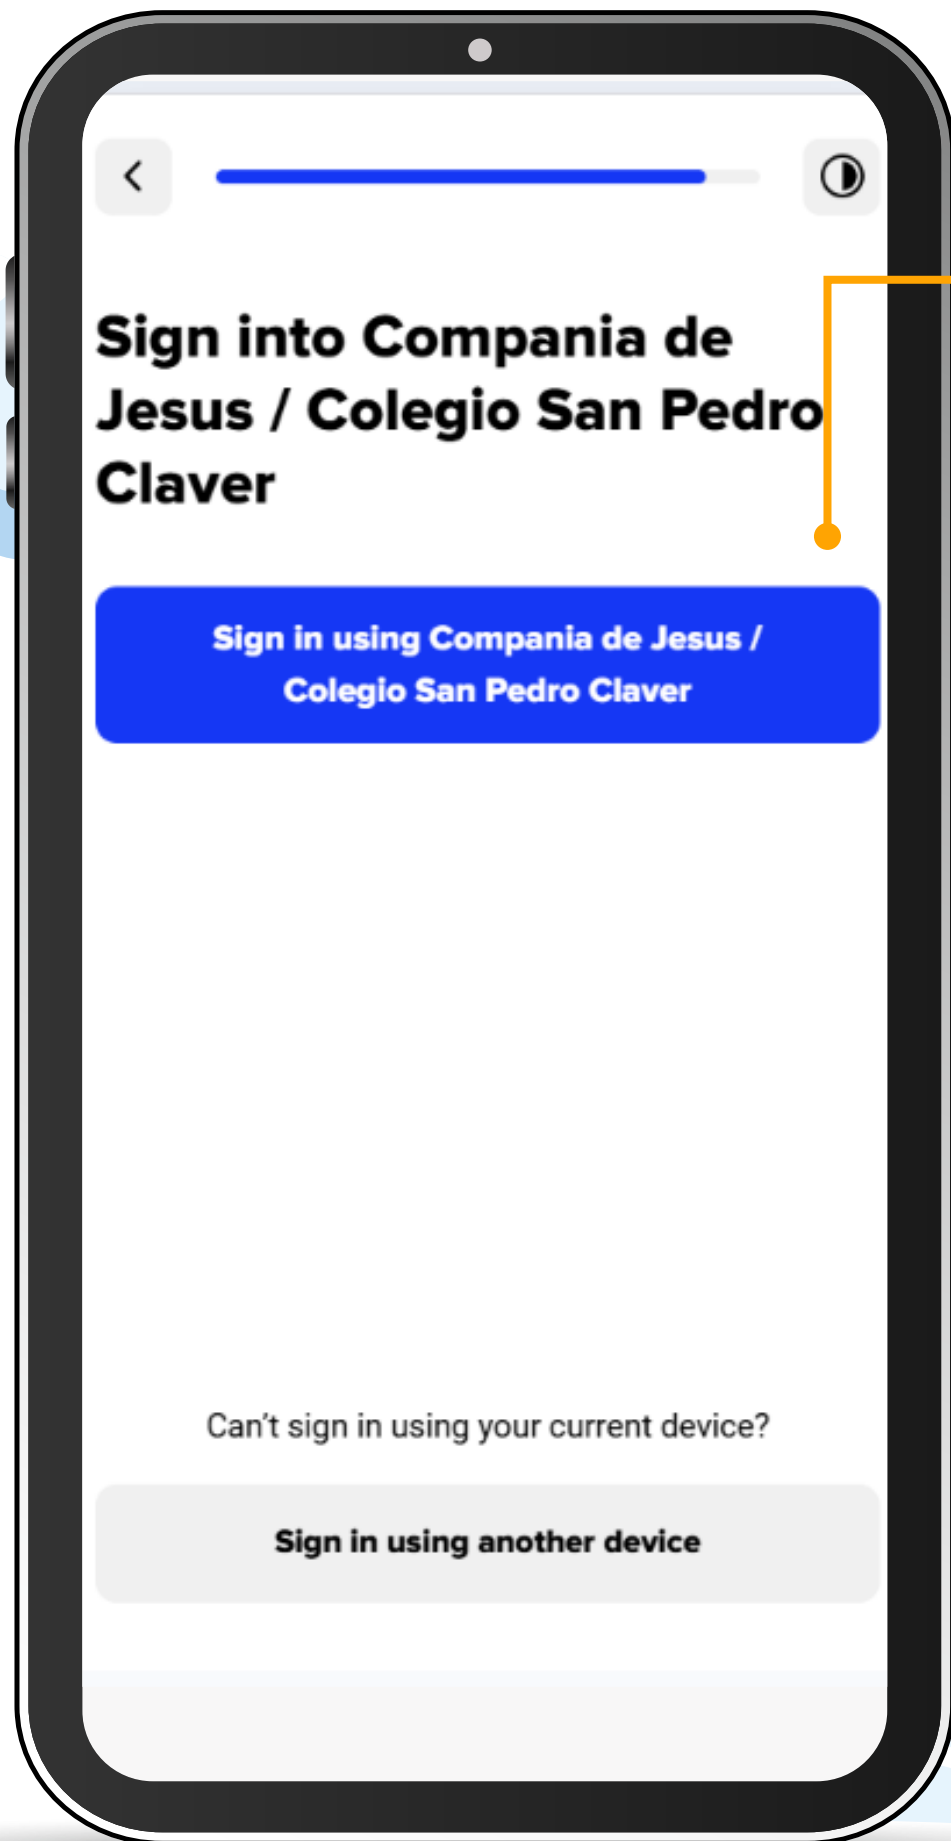 Sign into Compania de
Jesus / Colegio San Pedro
Claver
Sign in using Compania de Jesus /
Colegio San Pedro Claver
Can't sign in using your current device?
Sign in using another device